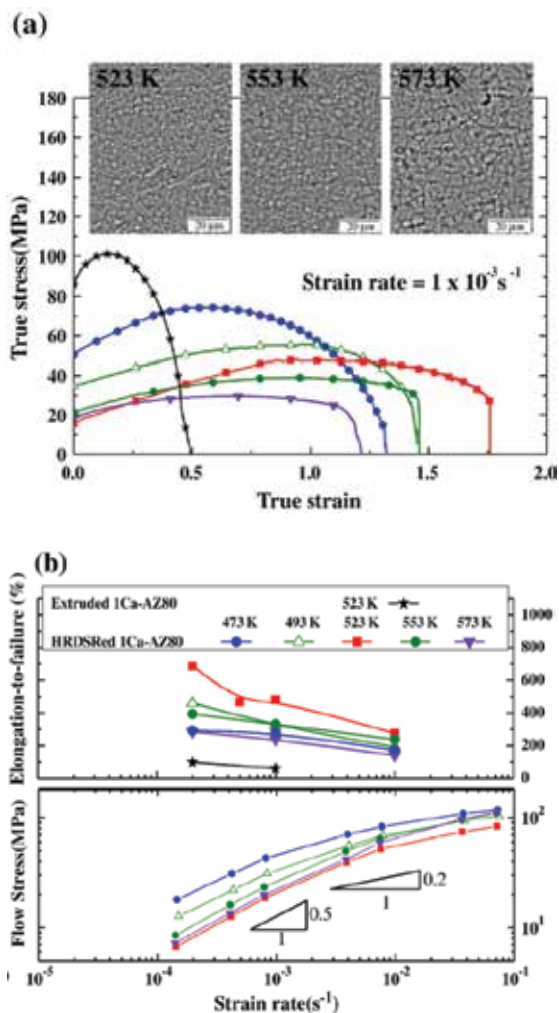 (a)
523 K 553 K 573 K
20 μm 20 μm 20 μm
Strain rate = 1 x 10⁻³s⁻¹
True stress(MPa)
180
160
140
120
100
80
60
40
20
0
0.0 0.5 1.0 1.5 2.0
True strain
(b)
Extruded 1Ca-AZ80 523 K
473 K 493 K 523 K 553 K 573 K
HRDSRed 1Ca-AZ80
Elongation-to-failure (%)
1000
800
600
400
200
0
Flow Stress(MPa)
10²
10¹
0.5
1
0.2
1
10⁻⁵ 10⁻⁴ 10⁻³ 10⁻² 10⁻¹
Strain rate(s⁻¹)